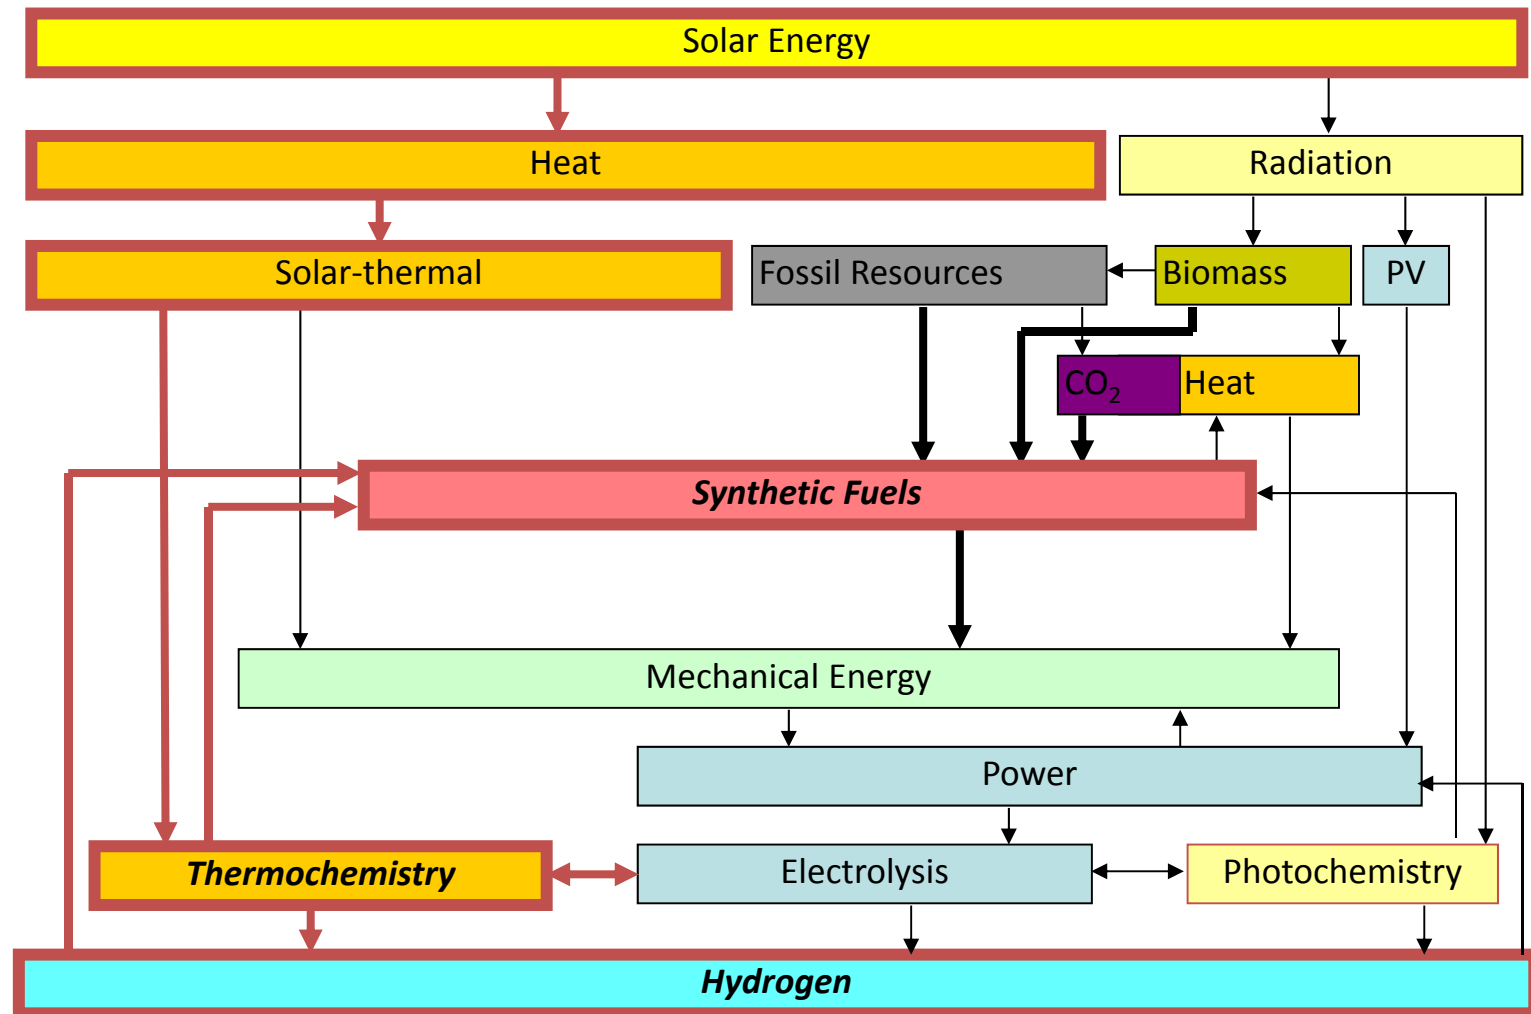 Solar Energy
Heat
Radiation
Solar-thermal
Fossil Resources
Biomass
PV
CO₂
Heat
Synthetic Fuels
Mechanical Energy
Power
Thermochemistry
Electrolysis
Photochemistry
Hydrogen